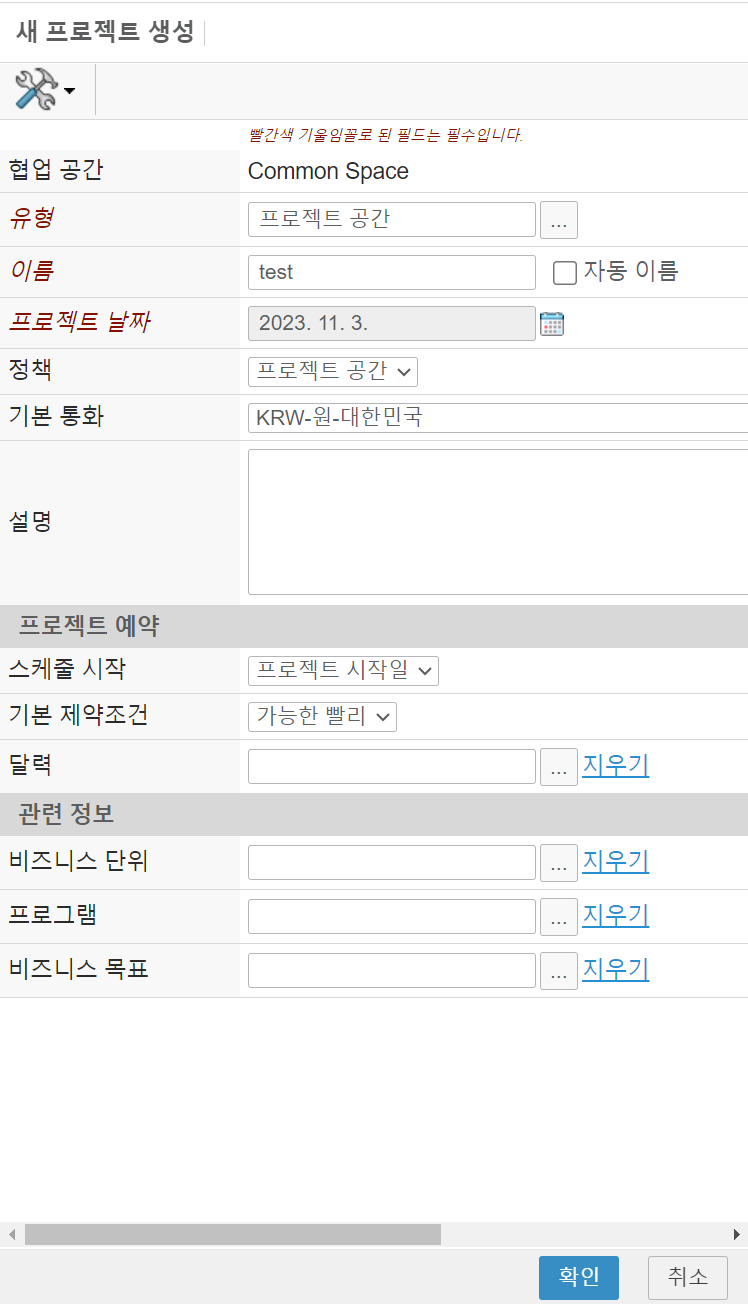 새 프로젝트 생성
빨간색 기울임꼴로 된 필드는 필수입니다.
협업 공간 Common Space
유형 프로젝트 공간 ...
이름 test 자동 이름
프로젝트 날짜 2023. 11. 3.
정책 프로젝트 공간
기본 통화 KRW-원-대한민국
설명
프로젝트 예약
스케줄 시작 프로젝트 시작일
기본 제약조건 가능한 빨리
달력 ... 지우기
관련 정보
비즈니스 단위 ... 지우기
프로그램 ... 지우기
비즈니스 목표 ... 지우기
확인 취소